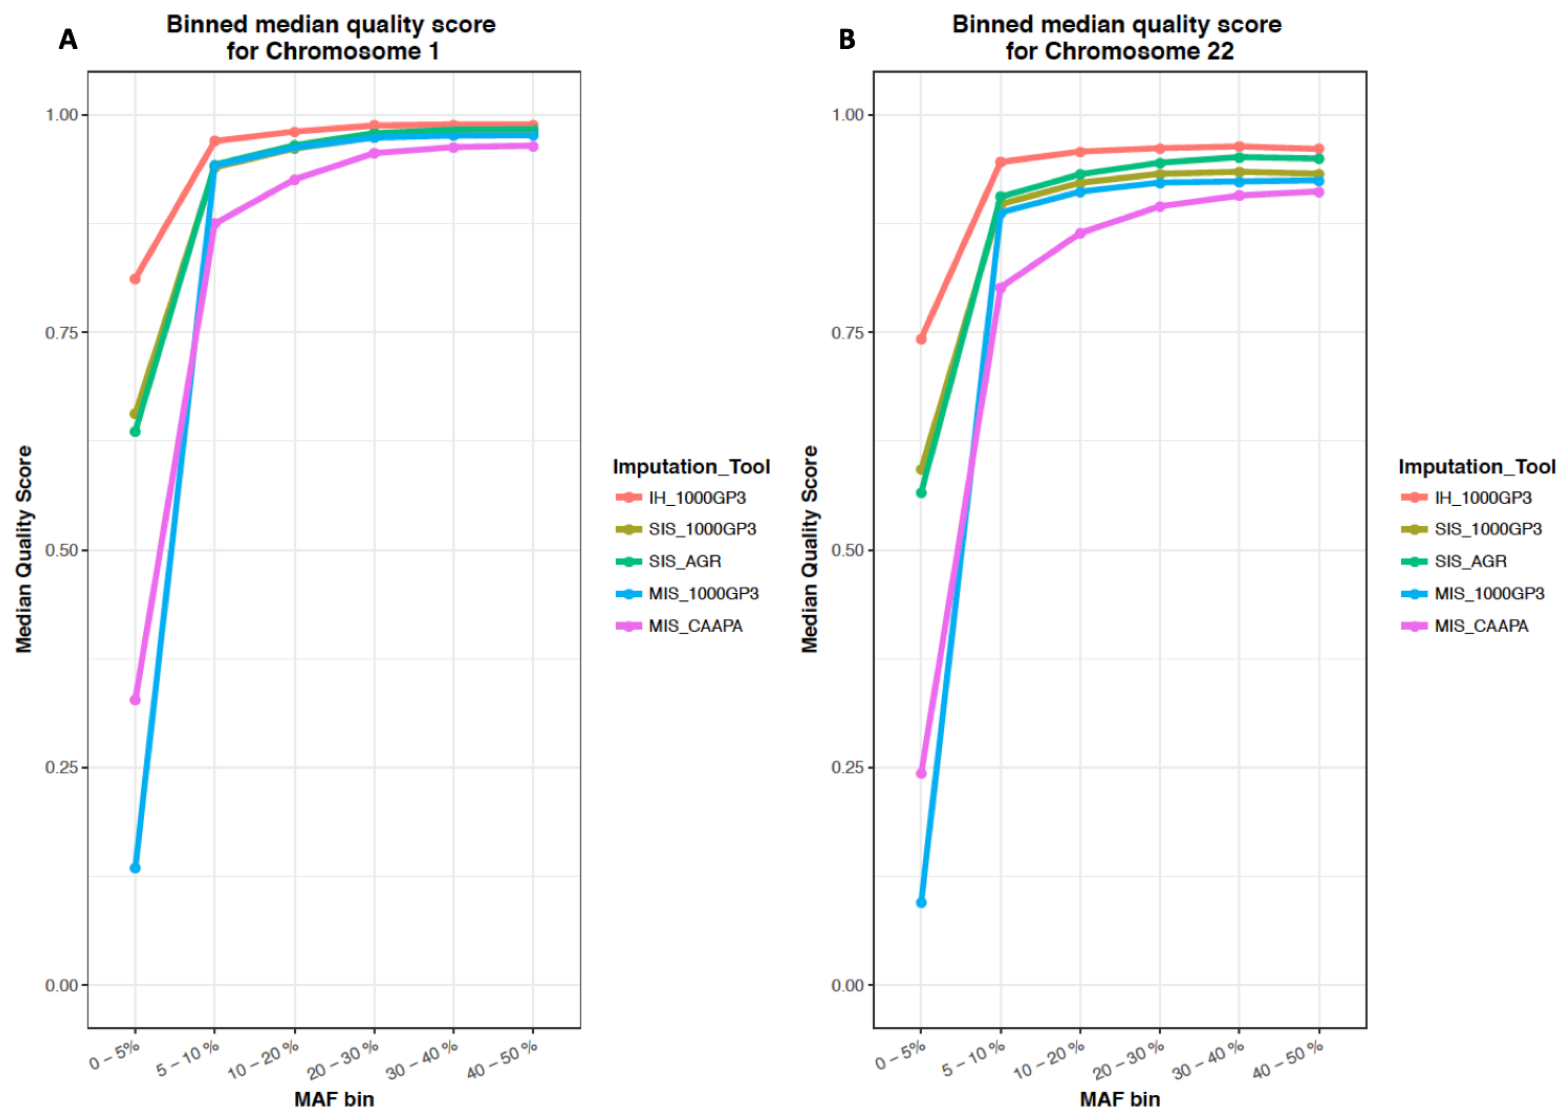 A
Binned median quality score
for Chromosome 1
1.00
0.75
0.50
0.25
0.00
Median Quality Score
0 – 5%
5 – 10 %
10 – 20 %
20 – 30 %
30 – 40 %
40 – 50 %
MAF bin
Imputation_Tool
IH_1000GP3
SIS_1000GP3
SIS_AGR
MIS_1000GP3
MIS_CAAPA
B
Binned median quality score
for Chromosome 22
1.00
0.75
0.50
0.25
0.00
Median Quality Score
0 – 5%
5 – 10 %
10 – 20 %
20 – 30 %
30 – 40 %
40 – 50 %
MAF bin
Imputation_Tool
IH_1000GP3
SIS_1000GP3
SIS_AGR
MIS_1000GP3
MIS_CAAPA